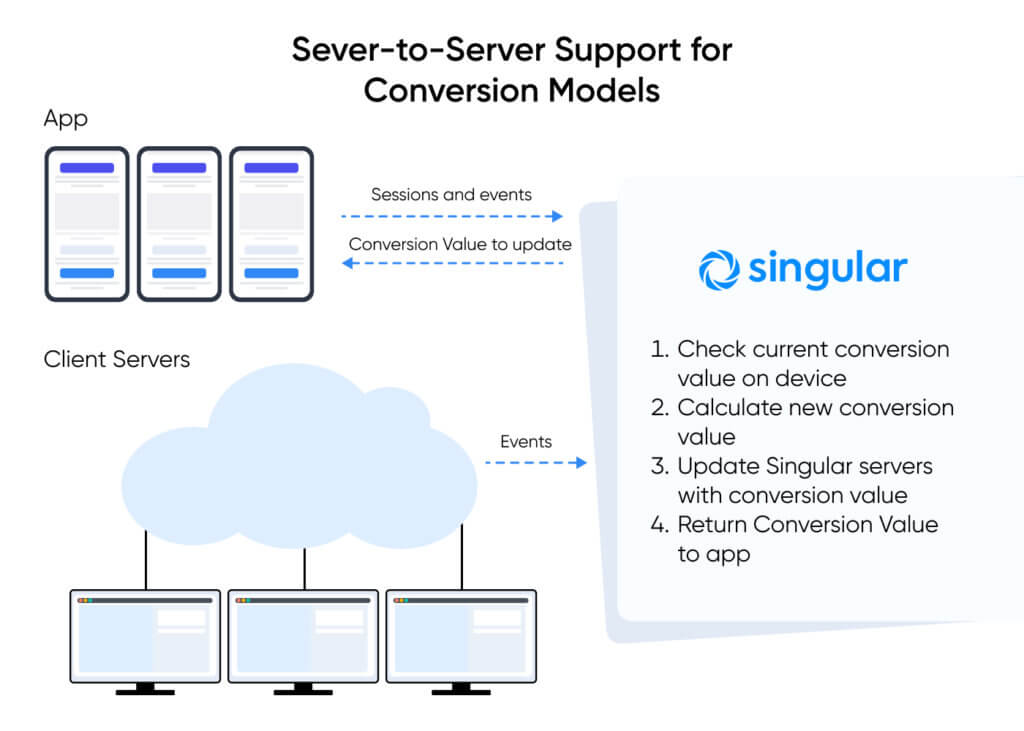 Sever-to-Server Support for
Conversion Models
App
Sessions and events
Conversion Value to update
singular
1. Check current conversion
value on device
2. Calculate new conversion
value
3. Update Singular servers
with conversion value
4. Return Conversion Value
to app
Client Servers
Events